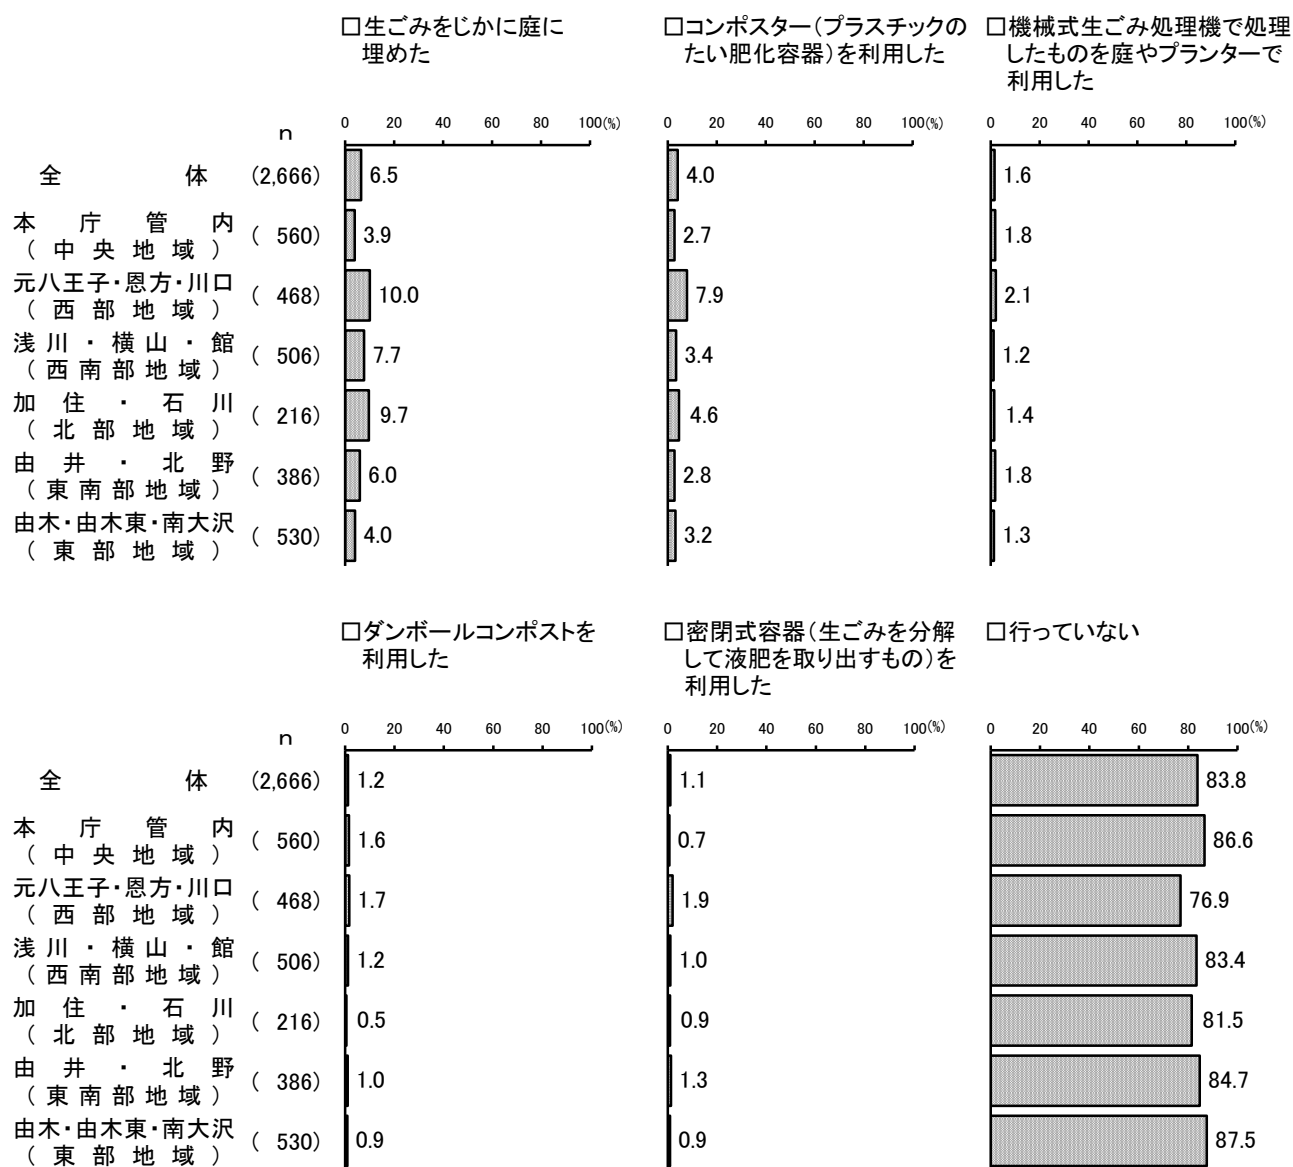 □生ごみをじかに庭に
埋めた
□コンポスター（プラスチックの
たい肥化容器）を利用した
□機械式生ごみ処理機で処理
したものを庭やプランターで
利用した
n
0 20 40 60 80 100(%)
0 20 40 60 80 100(%)
0 20 40 60 80 100(%)
全体 (2,666) 6.5 4.0 1.6
本庁管内
（中央地域） ( 560) 3.9 2.7 1.8
元八王子・恩方・川口
（西部地域） ( 468) 10.0 7.9 2.1
浅川・横山・館
（西南部地域） ( 506) 7.7 3.4 1.2
加住・石川
（北部地域） ( 216) 9.7 4.6 1.4
由井・北野
（東南部地域） ( 386) 6.0 2.8 1.8
由木・由木東・南大沢
（東部地域） ( 530) 4.0 3.2 1.3
□ダンボールコンポストを
利用した
□密閉式容器（生ごみを分解
して液肥を取り出すもの）を
利用した
□行っていない
n
0 20 40 60 80 100(%)
0 20 40 60 80 100(%)
0 20 40 60 80 100(%)
全体 (2,666) 1.2 1.1 83.8
本庁管内
（中央地域） ( 560) 1.6 0.7 86.6
元八王子・恩方・川口
（西部地域） ( 468) 1.7 1.9 76.9
浅川・横山・館
（西南部地域） ( 506) 1.2 1.0 83.4
加住・石川
（北部地域） ( 216) 0.5 0.9 81.5
由井・北野
（東南部地域） ( 386) 1.0 1.3 84.7
由木・由木東・南大沢
（東部地域） ( 530) 0.9 0.9 87.5